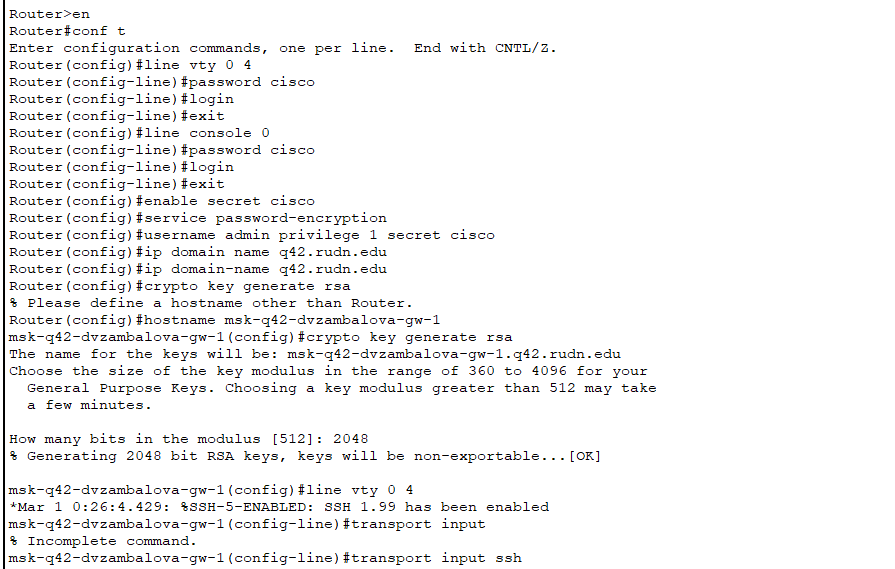 Router>en
Router#conf t
Enter configuration commands, one per line.  End with CNTL/Z.
Router(config)#line vty 0 4
Router(config-line)#password cisco
Router(config-line)#login
Router(config-line)#exit
Router(config)#line console 0
Router(config-line)#password cisco
Router(config-line)#login
Router(config-line)#exit
Router(config)#enable secret cisco
Router(config)#service password-encryption
Router(config)#username admin privilege 1 secret cisco
Router(config)#ip domain name q42.rudn.edu
Router(config)#ip domain-name q42.rudn.edu
Router(config)#crypto key generate rsa
% Please define a hostname other than Router.
Router(config)#hostname msk-q42-dvzambalova-gw-1
msk-q42-dvzambalova-gw-1(config)#crypto key generate rsa
The name for the keys will be: msk-q42-dvzambalova-gw-1.q42.rudn.edu
Choose the size of the key modulus in the range of 360 to 4096 for your
  General Purpose Keys. Choosing a key modulus greater than 512 may take
  a few minutes.

How many bits in the modulus [512]: 2048
% Generating 2048 bit RSA keys, keys will be non-exportable...[OK]

msk-q42-dvzambalova-gw-1(config)#line vty 0 4
*Mar 1 0:26:4.429: %SSH-5-ENABLED: SSH 1.99 has been enabled
msk-q42-dvzambalova-gw-1(config-line)#transport input
% Incomplete command.
msk-q42-dvzambalova-gw-1(config-line)#transport input ssh